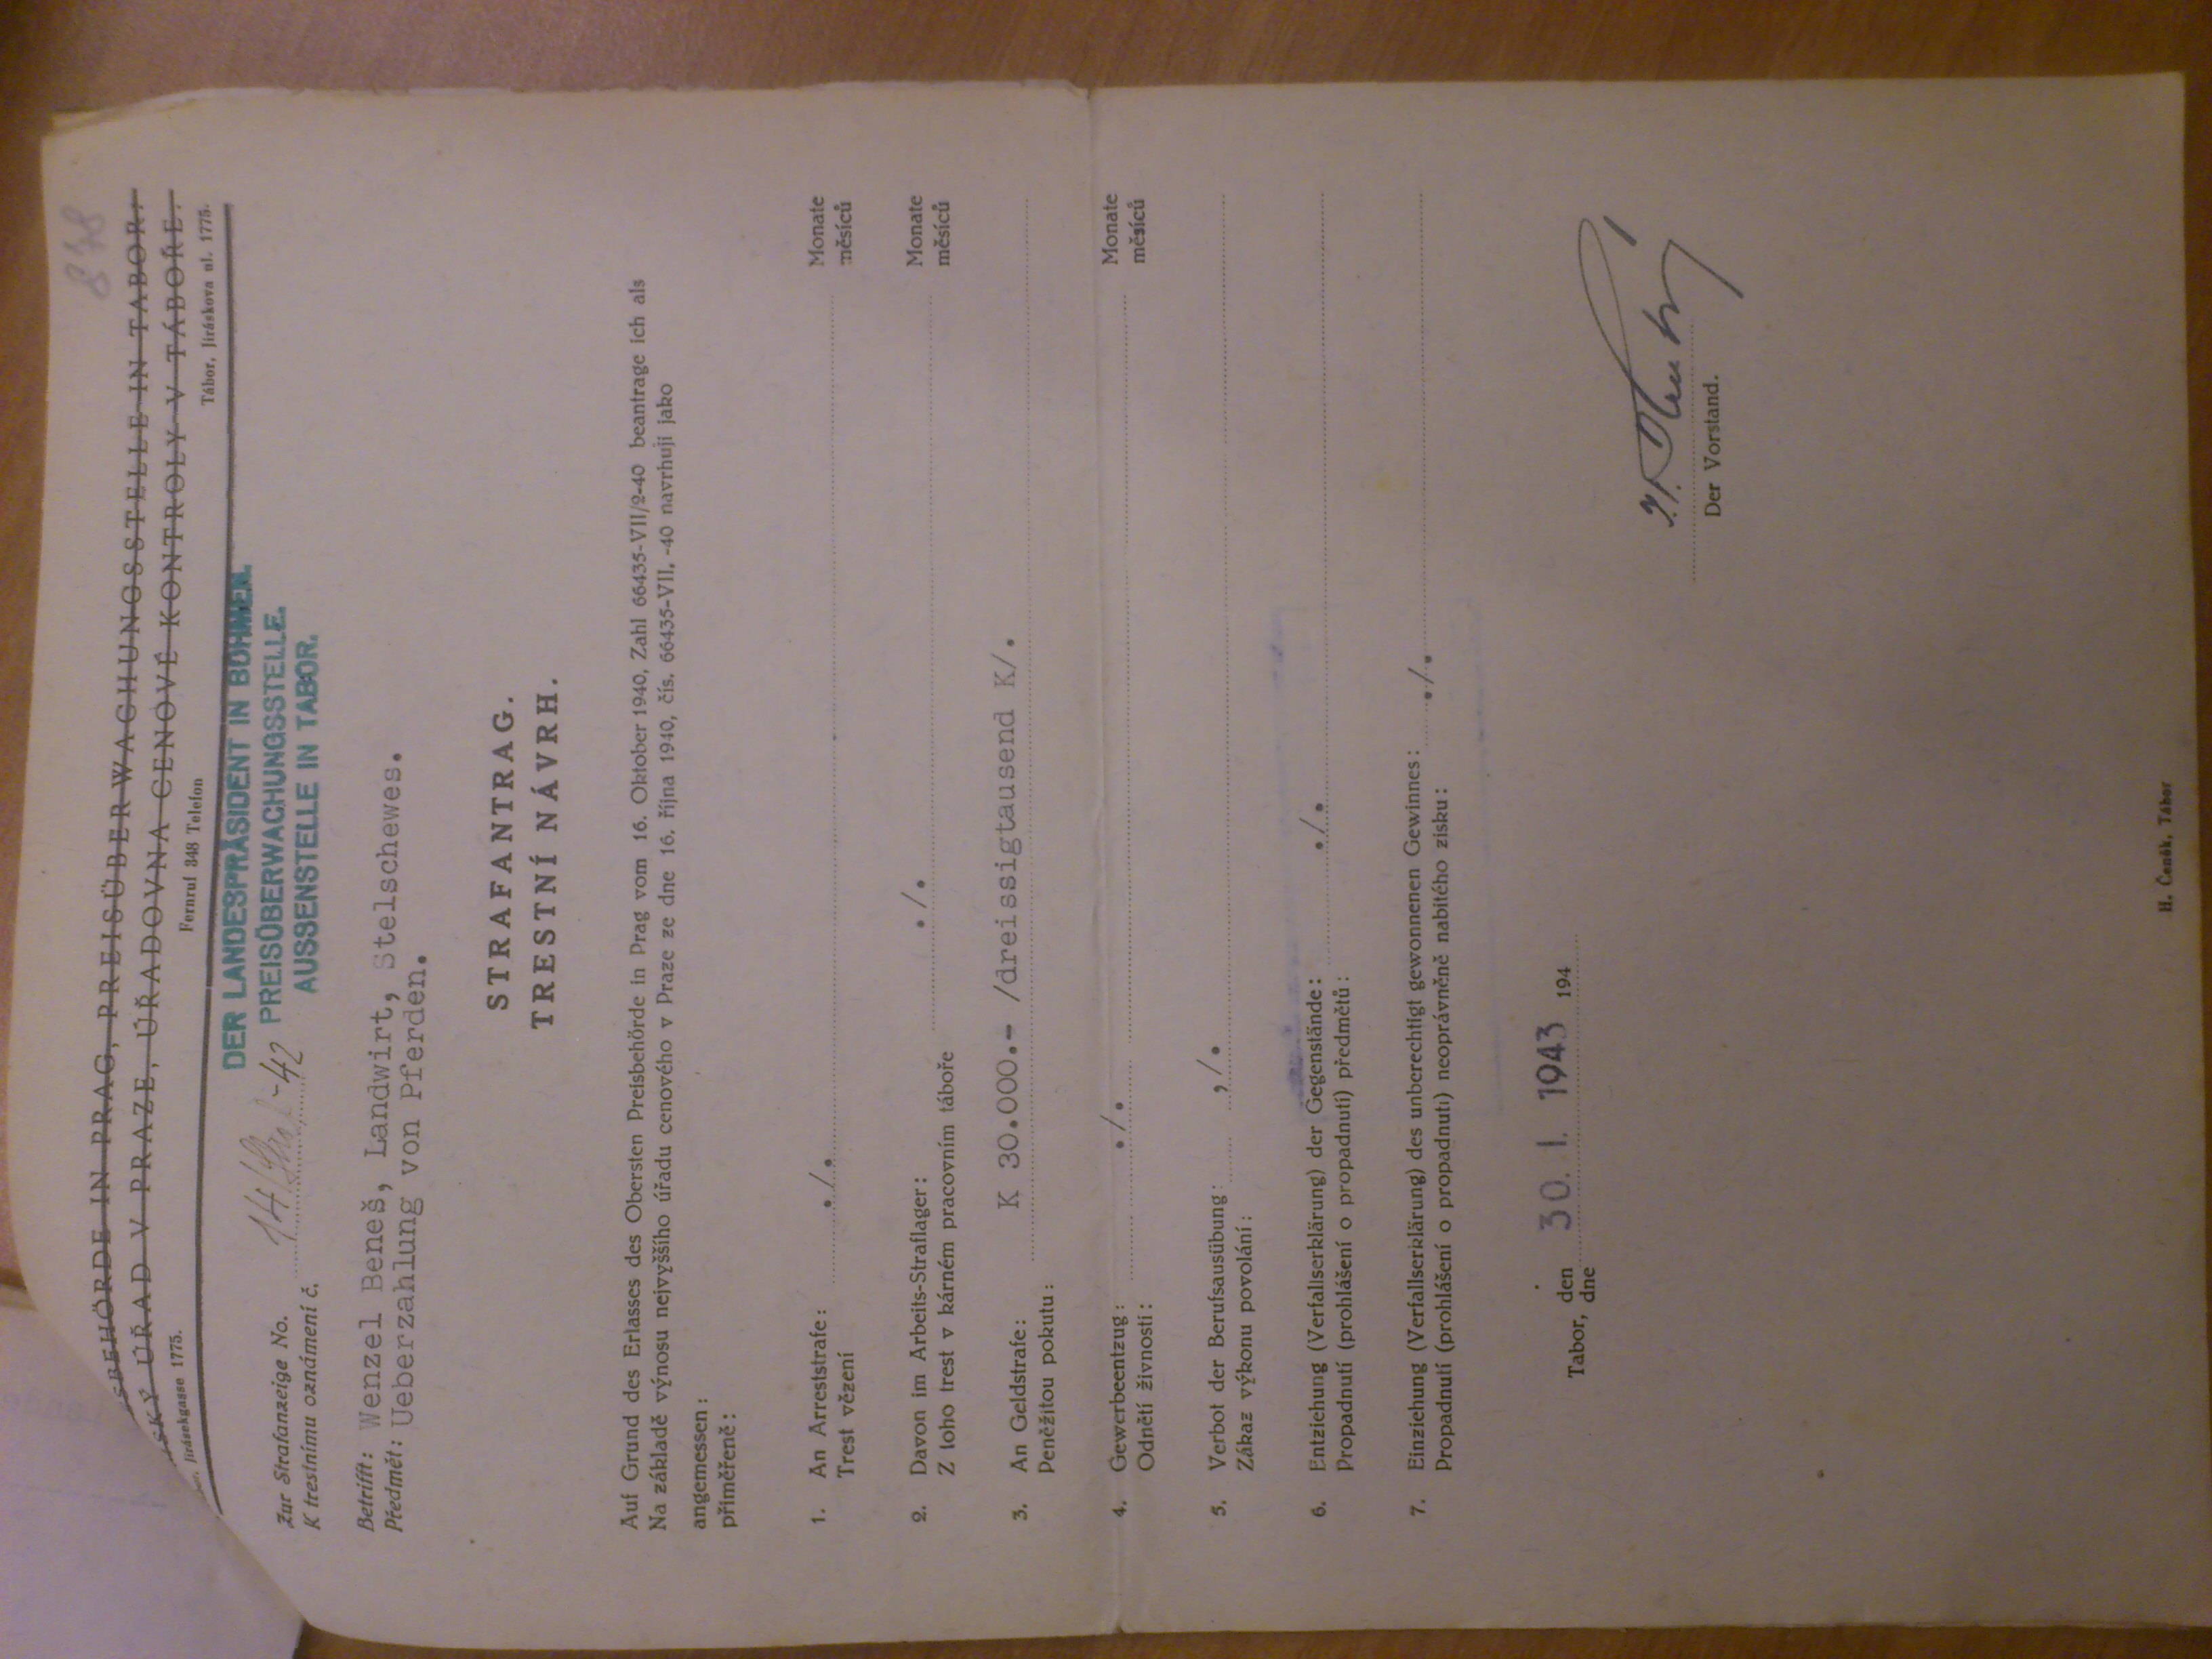 878
SBEHÖRDE IN PRAG, PREISÜBERWACHUNGSSTELLE IN TABOR.
SKÝ ÚŘAD V PRAZE, ÚŘADOVNA CENOVÉ KONTROLY V TÁBOŘE.
Jirásekgasse 1775.
Fernruf 348 Telefon
Tábor, Jiráskova ul. 1775.
DER LANDESPRÄSIDENT IN BÖHMEN.
PREISÜBERWACHUNGSSTELLE.
AUSSENSTELLE IN TABOR.
Zur Strafanzeige No. 14/ -42
K trestnímu oznámení č.
Betrifft: Wenzel Beneš, Landwirt, Stelschewes.
Předmět: Ueberzahlung von Pferden.
STRAFANTRAG.
TRESTNÍ NÁVRH.
Auf Grund des Erlasses des Obersten Preisbehörde in Prag vom 16. Oktober 1940, Zahl 66435-VII/2-40 beantrage ich als
Na základě výnosu nejvyššího úřadu cenového v Praze ze dne 16. října 1940, čís. 66435-VII. -40 navrhuji jako
angemessen :
přiměřeně :
1. An Arreststrafe : ./. Monate
Trest vězení měsíců
2. Davon im Arbeits-Straflager : ./. Monate
Z toho trest v kárném pracovním táboře měsíců
3. An Geldstrafe : K 30.000.- /dreissigtausend K/.
Peněžitou pokutu :
4. Gewerbeentzug : ./. Monate
Odnětí živnosti : měsíců
5. Verbot der Berufsausübung : ,/.
Zákaz výkonu povolání :
6. Entziehung (Verfallserklärung) der Gegenstände : ./.
Propadnutí (prohlášení o propadnutí) předmětů :
7. Einziehung (Verfallserklärung) des unberechtigt gewonnenen Gewinnes : ./.
Propadnutí (prohlášení o propadnutí) neoprávněně nabitého zisku :
Tabor, den 30. I. 1943 194
dne
Der Vorstand.
H. Čeněk, Tábor